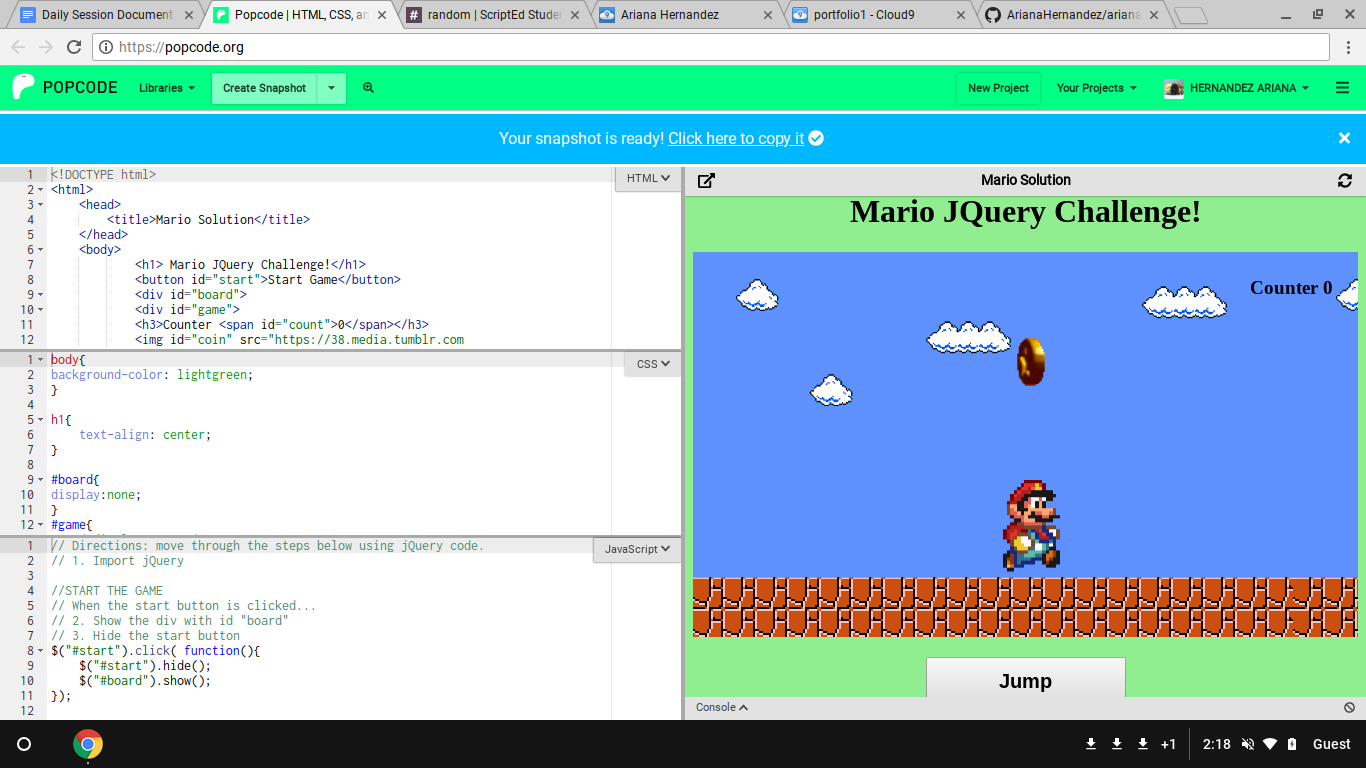 Daily Session Document
Popcode | HTML, CSS, an
random | ScriptEd Stude
Ariana Hernandez
portfolio1 - Cloud9
ArianaHernandez/ariana
https://popcode.org
POPCODE
Libraries
Create Snapshot
New Project
Your Projects
HERNANDEZ ARIANA
Your snapshot is ready! Click here to copy it
HTML
1 <!DOCTYPE html>
2 <html>
3 <head>
4 <title>Mario Solution</title>
5 </head>
6 <body>
7 <h1> Mario JQuery Challenge!</h1>
8 <button id="start">Start Game</button>
9 <div id="board">
10 <div id="game">
11 <h3>Counter <span id="count">0</span></h3>
12 <img id="coin" src="https://38.media.tumblr.com
CSS
1 body{
2 background-color: lightgreen;
3 }
4
5 h1{
6 text-align: center;
7 }
8
9 #board{
10 display:none;
11 }
12 #game{
JavaScript
1 // Directions: move through the steps below using jQuery code.
2 // 1. Import jQuery
3
4 //START THE GAME
5 // When the start button is clicked...
6 // 2. Show the div with id "board"
7 // 3. Hide the start button
8 $("#start").click( function(){
9 $("#start").hide();
10 $("#board").show();
11 });
12
Mario Solution
Mario JQuery Challenge!
Counter 0
Jump
Console
+1
2:18
Guest